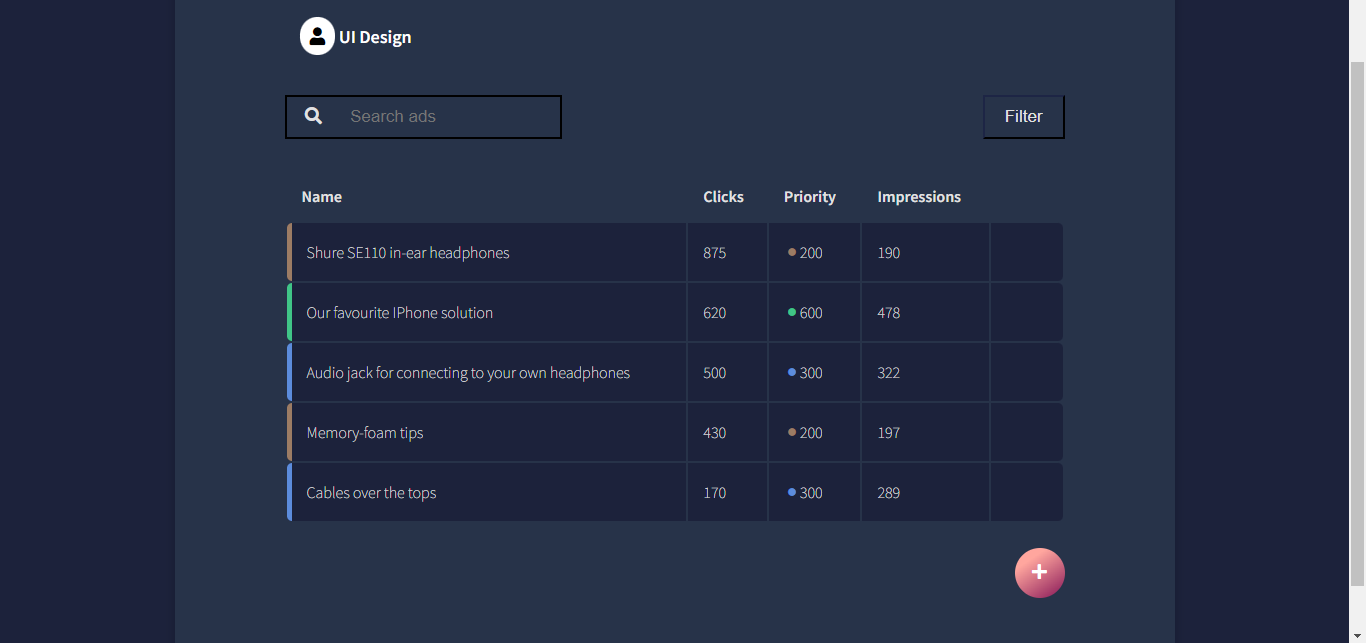 UI Design
Search ads
Filter
Name Clicks Priority Impressions
Shure SE110 in-ear headphones 875 200 190
Our favourite IPhone solution 620 600 478
Audio jack for connecting to your own headphones 500 300 322
Memory-foam tips 430 200 197
Cables over the tops 170 300 289
+